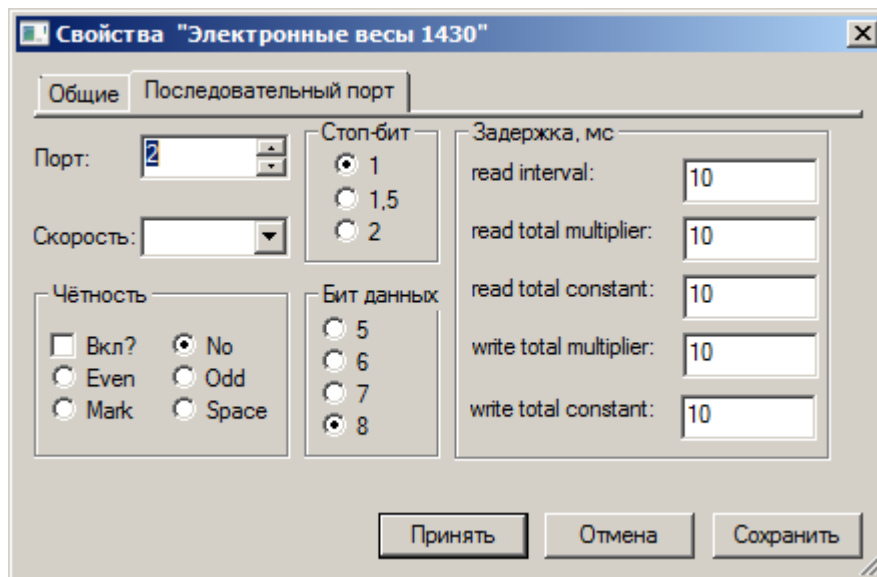 Свойства "Электронные весы 1430"
Общие
Последовательный порт
Порт:
2
Скорость:
Стоп-бит
1
1,5
2
Чётность
Вкл?
No
Even
Odd
Mark
Space
Бит данных
5
6
7
8
Задержка, мс
read interval:
10
read total multiplier:
10
read total constant:
10
write total multiplier:
10
write total constant:
10
Принять
Отмена
Сохранить